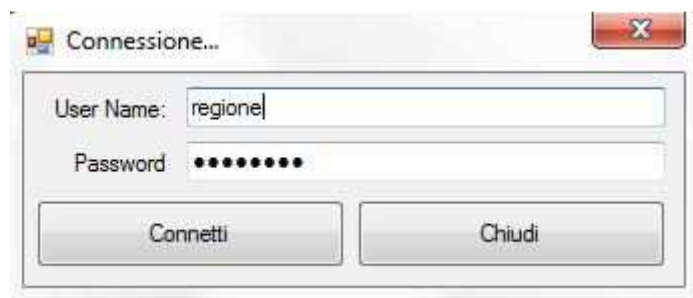 Connessione...
User Name: regione
Password ••••••••
Connetti Chiudi